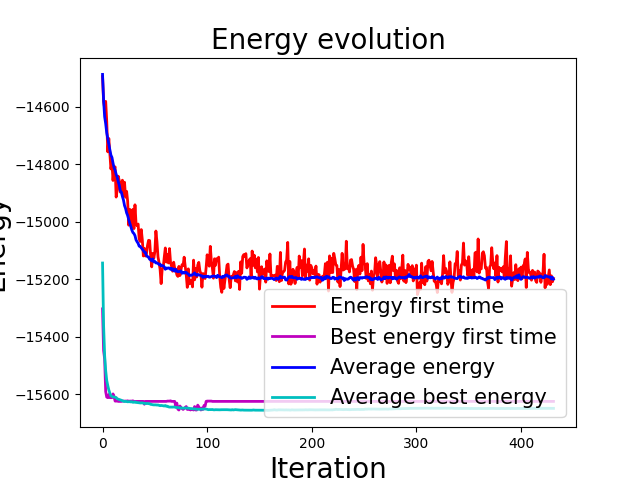 Energy evolution
Energy
−14600
−14800
−15000
−15200
−15400
−15600
0
100
200
300
400
Iteration
Energy first time
Best energy first time
Average energy
Average best energy